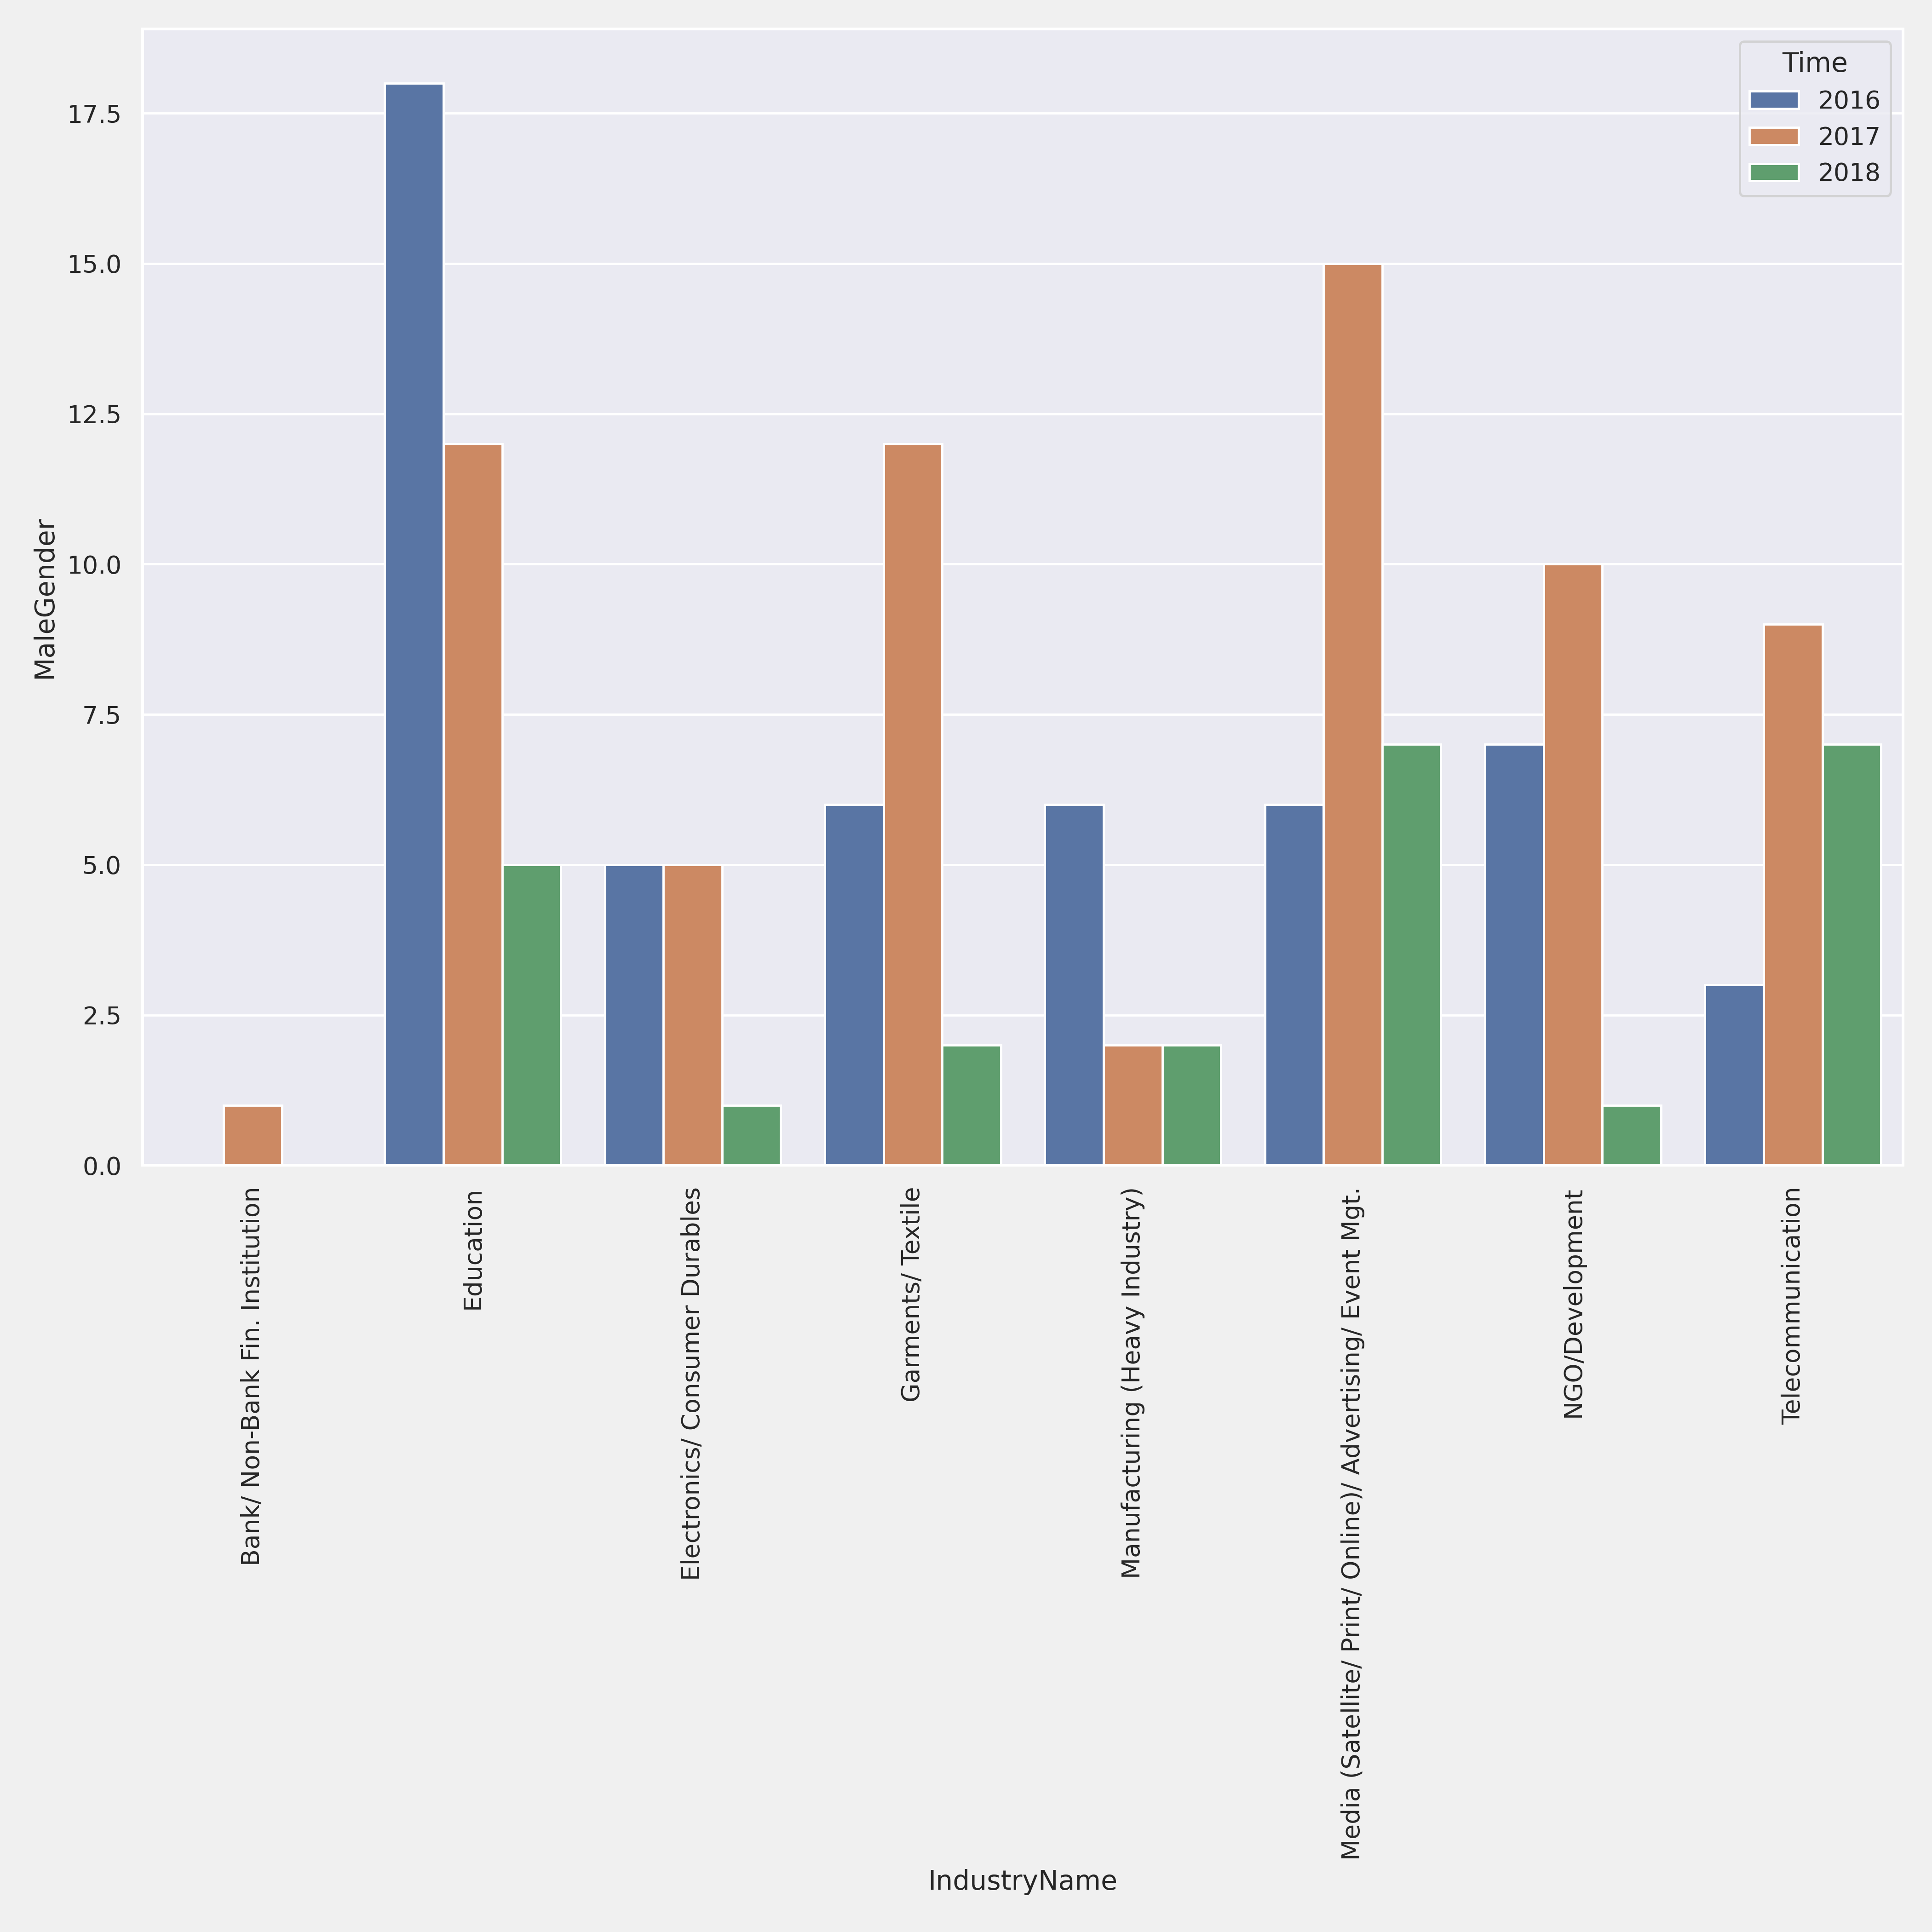 Time
2016
2017
2018
17.5
15.0
12.5
10.0
7.5
5.0
2.5
0.0
MaleGender
Bank/ Non-Bank Fin. Institution
Education
Electronics/ Consumer Durables
Garments/ Textile
Manufacturing (Heavy Industry)
Media (Satellite/ Print/ Online)/ Advertising/ Event Mgt.
NGO/Development
Telecommunication
IndustryName